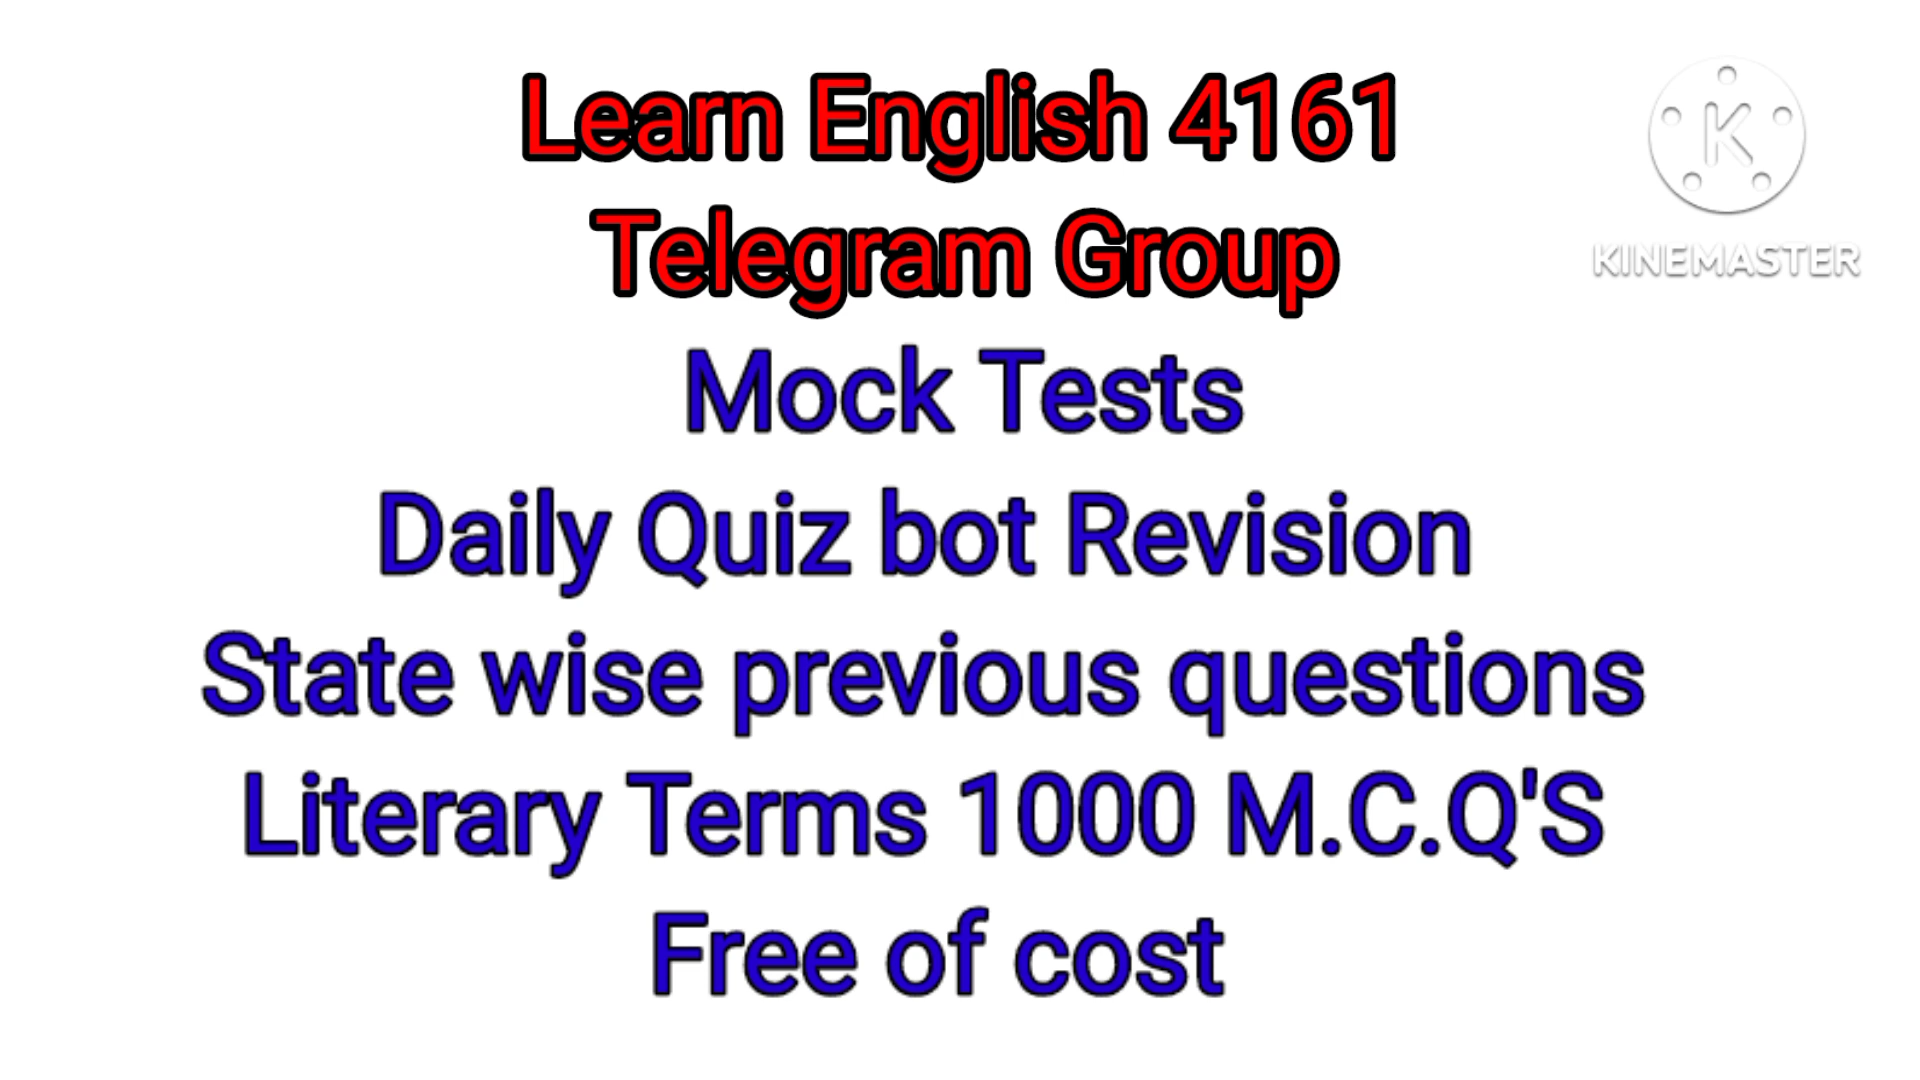 Learn English 4161
Telegram Group
Mock Tests
Daily Quiz bot Revision
State wise previous questions
Literary Terms 1000 M.C.Q'S
Free of cost
K
KINEMASTER